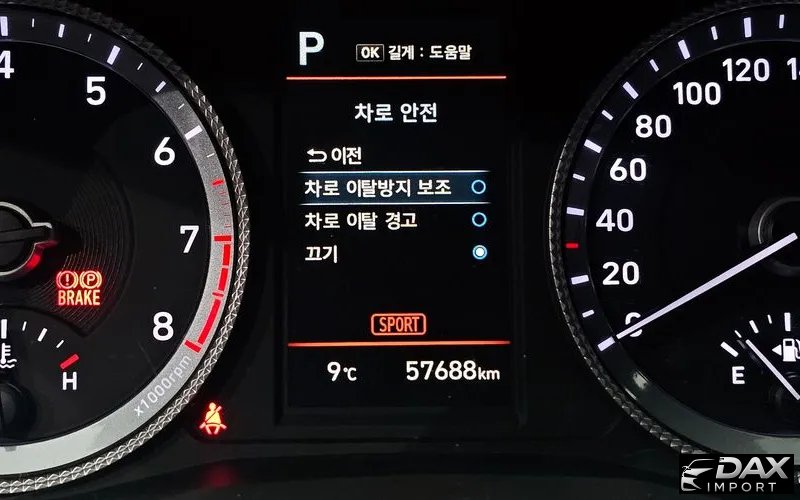 P
OK 길게 : 도움말
차로 안전
이전
차로 이탈방지 보조
차로 이탈 경고
끄기
SPORT
9℃ 57688km
4
5
6
7
8
x1000rpm
BRAKE
H
0
20
40
60
80
100
120
E
DAX
IMPORT